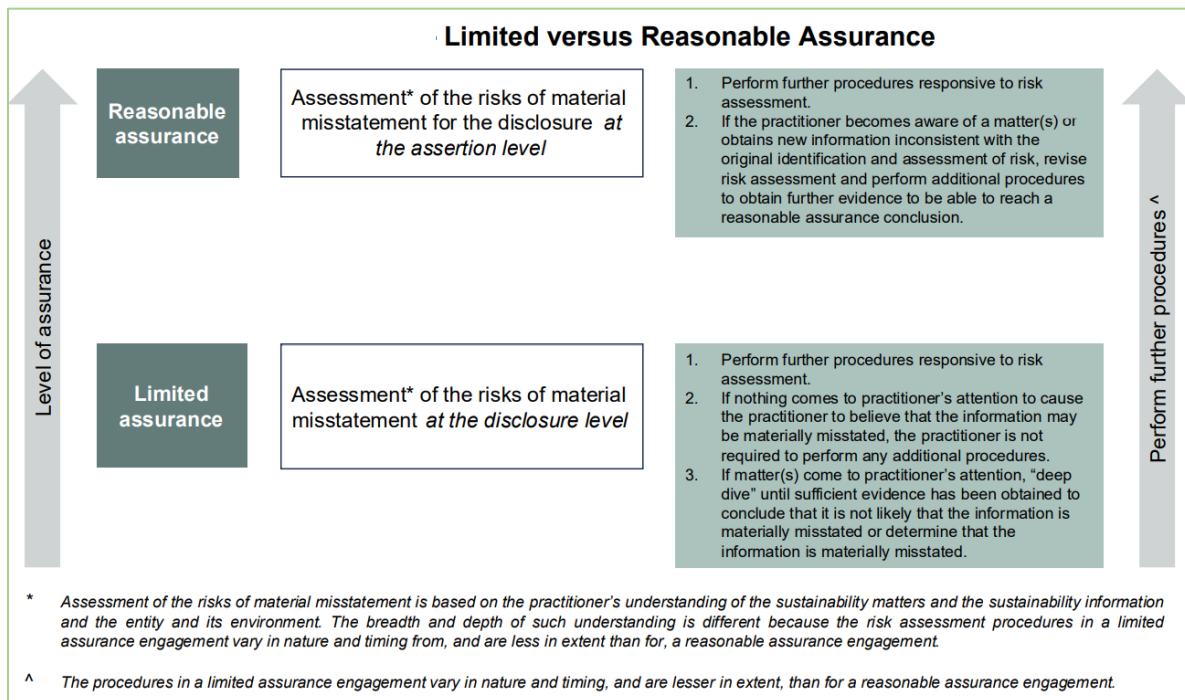 Limited versus Reasonable Assurance
Level of assurance
Reasonable
assurance
Assessment* of the risks of material
misstatement for the disclosure at
the assertion level
1. Perform further procedures responsive to risk
assessment.
2. If the practitioner becomes aware of a matter(s) or
obtains new information inconsistent with the
original identification and assessment of risk, revise
risk assessment and perform additional procedures
to obtain further evidence to be able to reach a
reasonable assurance conclusion.
Perform further procedures ^
Limited
assurance
Assessment* of the risks of material
misstatement at the disclosure level
1. Perform further procedures responsive to risk
assessment.
2. If nothing comes to practitioner's attention to cause
the practitioner to believe that the information may
be materially misstated, the practitioner is not
required to perform any additional procedures.
3. If matter(s) come to practitioner's attention, “deep
dive” until sufficient evidence has been obtained to
conclude that it is not likely that the information is
materially misstated or determine that the
information is materially misstated.
* Assessment of the risks of material misstatement is based on the practitioner's understanding of the sustainability matters and the sustainability information
and the entity and its environment. The breadth and depth of such understanding is different because the risk assessment procedures in a limited
assurance engagement vary in nature and timing from, and are less in extent than for, a reasonable assurance engagement.
^ The procedures in a limited assurance engagement vary in nature and timing, and are lesser in extent, than for a reasonable assurance engagement.